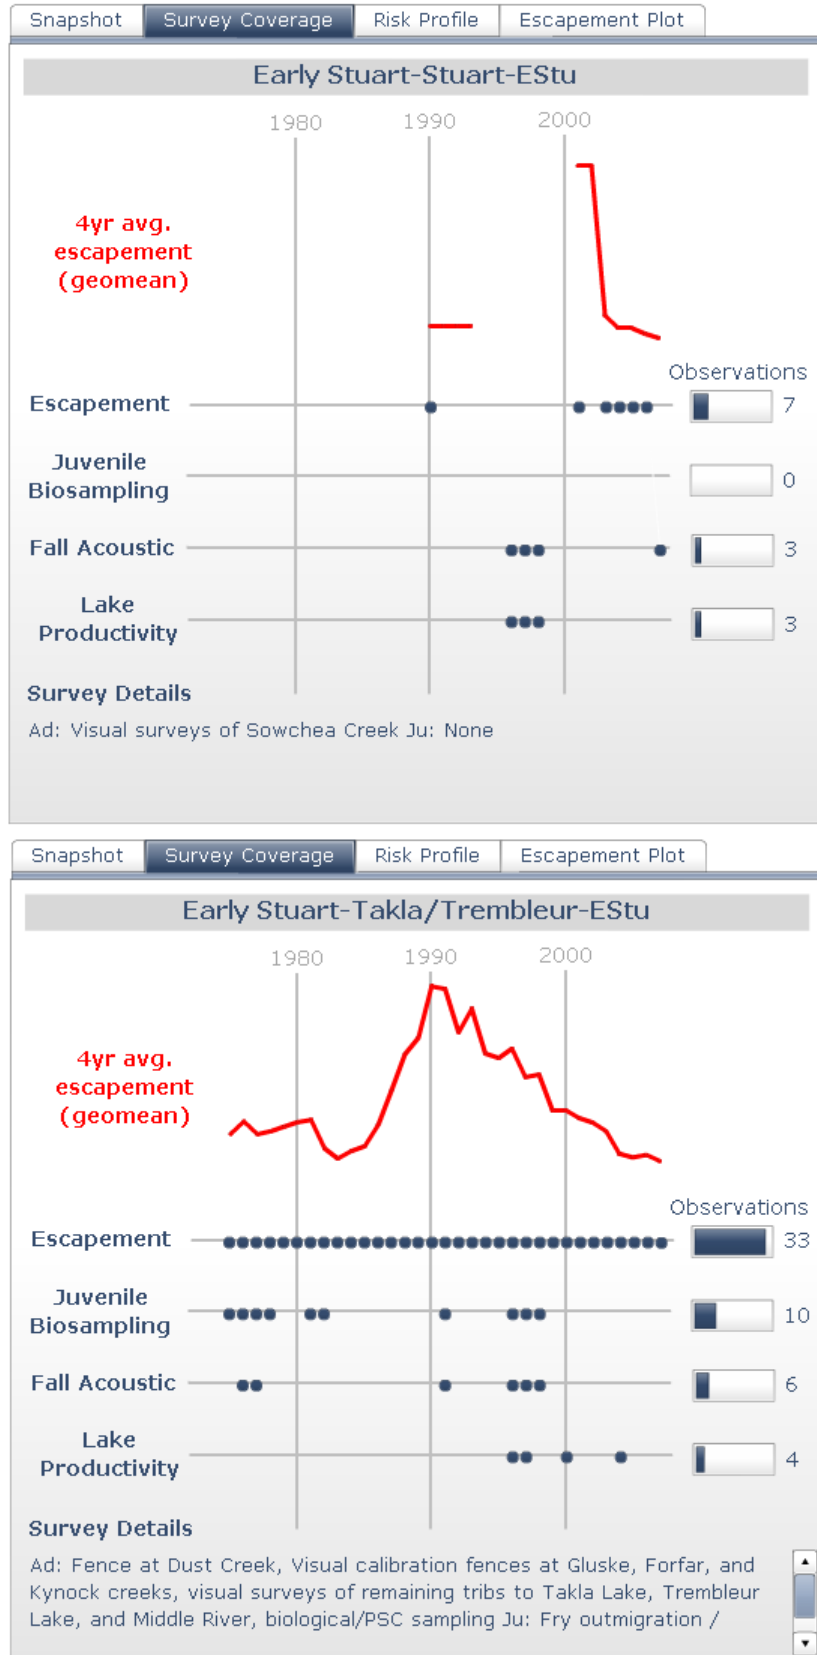 Snapshot Survey Coverage Risk Profile Escapement Plot
Early Stuart-Stuart-EStu
1980 1990 2000
4yr avg.
escapement
(geomean)
Observations
Escapement 7
Juvenile
Biosampling 0
Fall Acoustic 3
Lake
Productivity 3
Survey Details
Ad: Visual surveys of Sowchea Creek Ju: None
Snapshot Survey Coverage Risk Profile Escapement Plot
Early Stuart-Takla/Trembleur-EStu
1980 1990 2000
4yr avg.
escapement
(geomean)
Observations
Escapement 33
Juvenile
Biosampling 10
Fall Acoustic 6
Lake
Productivity 4
Survey Details
Ad: Fence at Dust Creek, Visual calibration fences at Gluske, Forfar, and
Kynock creeks, visual surveys of remaining tribs to Takla Lake, Trembleur
Lake, and Middle River, biological/PSC sampling Ju: Fry outmigration /